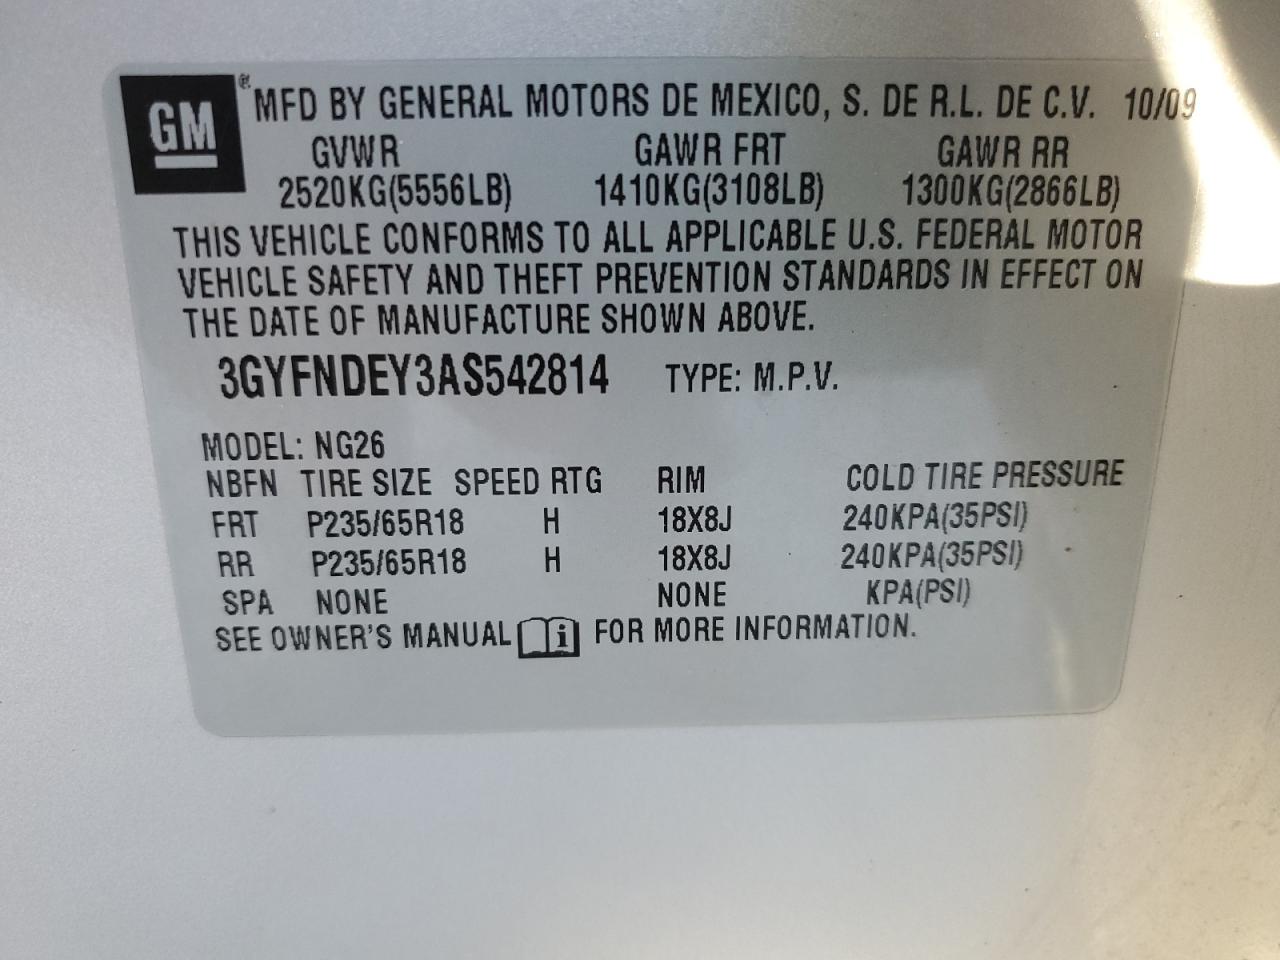 GM ® MFD BY GENERAL MOTORS DE MEXICO, S. DE R.L. DE C.V. 10/09
GVWR GAWR FRT GAWR RR
2520KG(5556LB) 1410KG(3108LB) 1300KG(2866LB)
THIS VEHICLE CONFORMS TO ALL APPLICABLE U.S. FEDERAL MOTOR
VEHICLE SAFETY AND THEFT PREVENTION STANDARDS IN EFFECT ON
THE DATE OF MANUFACTURE SHOWN ABOVE.
3GYFNDEY3AS542814 TYPE: M.P.V.
MODEL: NG26
NBFN TIRE SIZE SPEED RTG RIM COLD TIRE PRESSURE
FRT P235/65R18 H 18X8J 240KPA(35PSI)
RR P235/65R18 H 18X8J 240KPA(35PSI)
SPA NONE NONE KPA(PSI)
SEE OWNER'S MANUAL i FOR MORE INFORMATION.